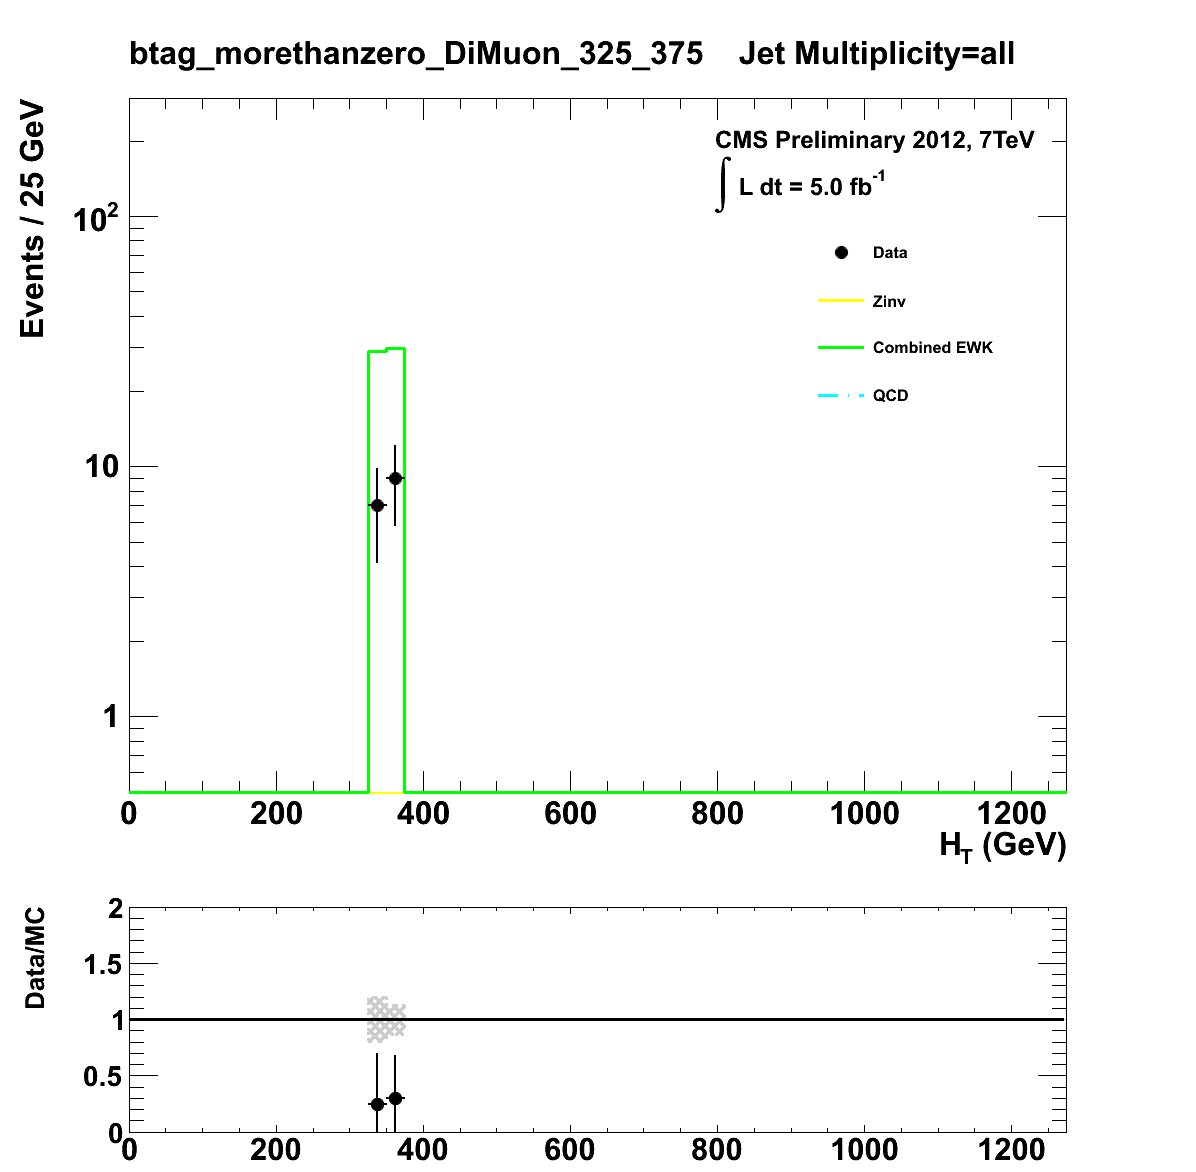 btag_morethanzero_DiMuon_325_375 Jet Multiplicity=all
Events / 25 GeV
CMS Preliminary 2012, 7TeV
∫ L dt = 5.0 fb⁻¹
Data
Zinv
Combined EWK
QCD
10²
10
1
0 200 400 600 800 1000 1200
H_T (GeV)
Data/MC
2
1.5
1
0.5
0
0 200 400 600 800 1000 1200